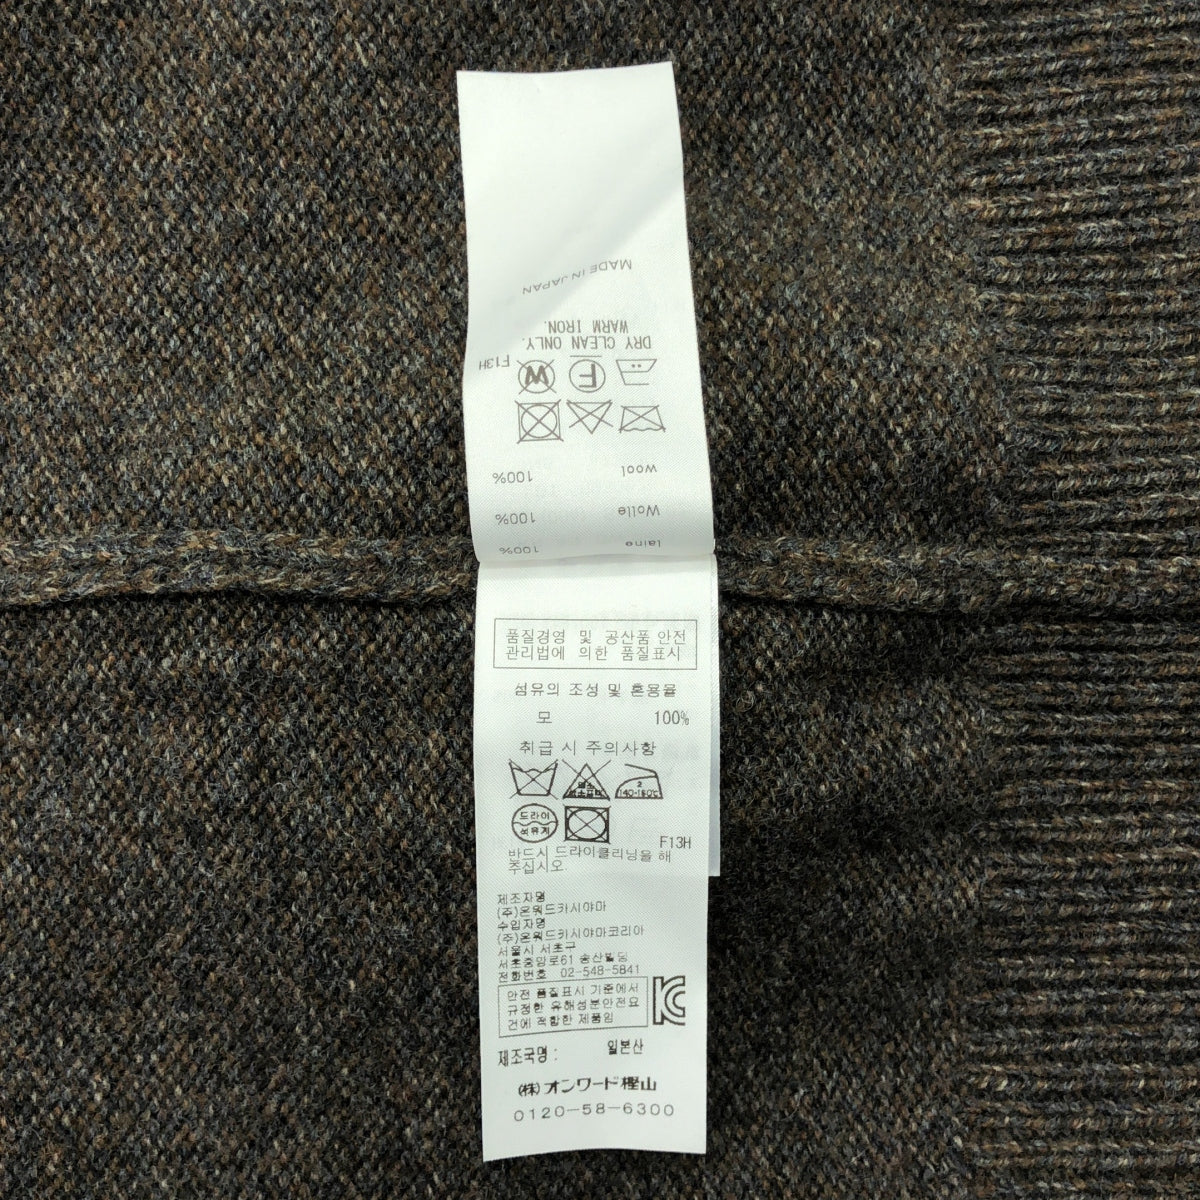 MADE IN JAPAN
DRY CLEAN ONLY.
WARM IRON.
F W F13H
wool 100%
Wolle 100%
laine 100%
품질경영 및 공산품 안전
관리법에 의한 품질표시
섬유의 조성 및 혼용율
모 100%
취급 시 주의사항
2
140-160℃
드라이
석유계
F13H
반드시 드라이클리닝을 해
주십시오.
제조자명
(주)온워드카시야마
수입자명
(주)온워드카시야마코리아
서울시 서초구
서초중앙로61 송산빌딩
전화번호 02-548-5841
안전 품질표시 기준에서
규정한 유해성분안전요
건에 적합한 제품임
제조국명 : 일본산
(株)オンワード樫山
0120-58-6300